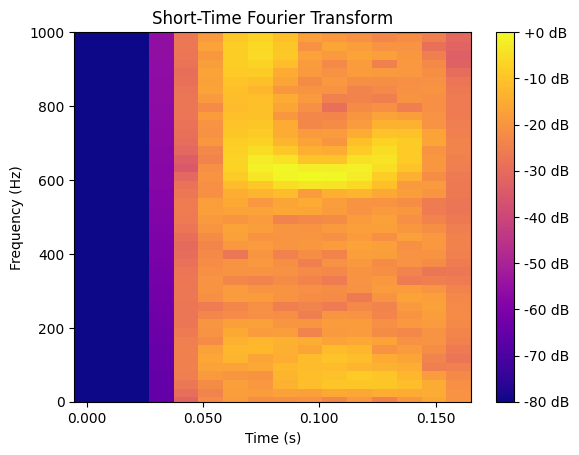 Short-Time Fourier Transform
1000
800
600
400
200
0
Frequency (Hz)
0.000
0.050
0.100
0.150
Time (s)
+0 dB
-10 dB
-20 dB
-30 dB
-40 dB
-50 dB
-60 dB
-70 dB
-80 dB